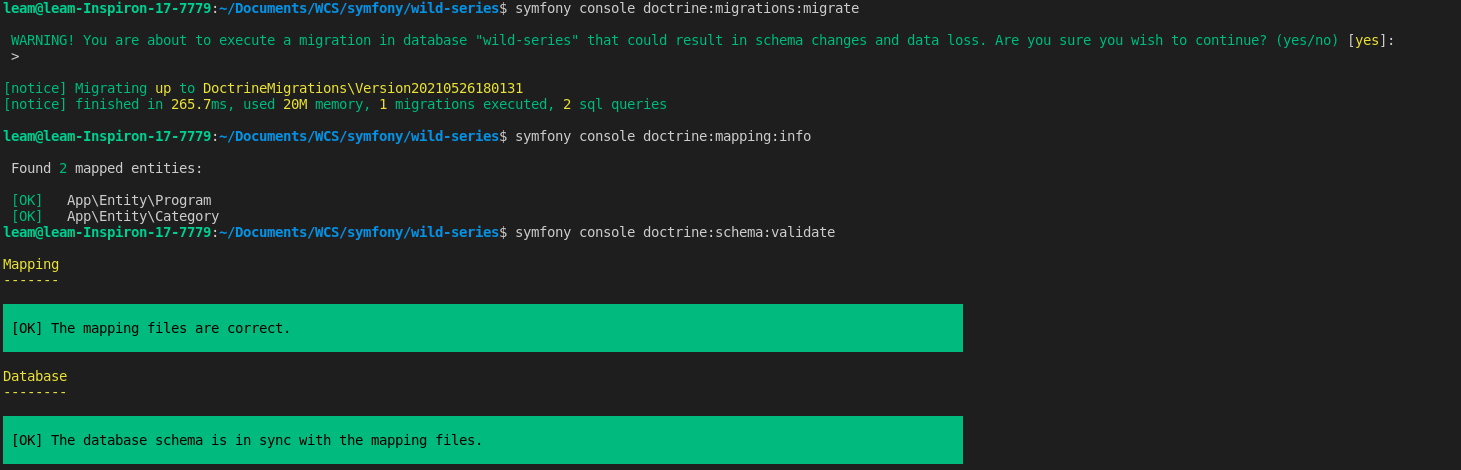 leam@leam-Inspiron-17-7779:~/Documents/WCS/symfony/wild-series$ symfony console doctrine:migrations:migrate
WARNING! You are about to execute a migration in database "wild-series" that could result in schema changes and data loss. Are you sure you wish to continue? (yes/no) [yes]:
>
[notice] Migrating up to DoctrineMigrations\Version20210526180131
[notice] finished in 265.7ms, used 20M memory, 1 migrations executed, 2 sql queries
leam@leam-Inspiron-17-7779:~/Documents/WCS/symfony/wild-series$ symfony console doctrine:mapping:info
Found 2 mapped entities:
[OK]   App\Entity\Program
[OK]   App\Entity\Category
leam@leam-Inspiron-17-7779:~/Documents/WCS/symfony/wild-series$ symfony console doctrine:schema:validate
Mapping
-------
[OK] The mapping files are correct.
Database
--------
[OK] The database schema is in sync with the mapping files.